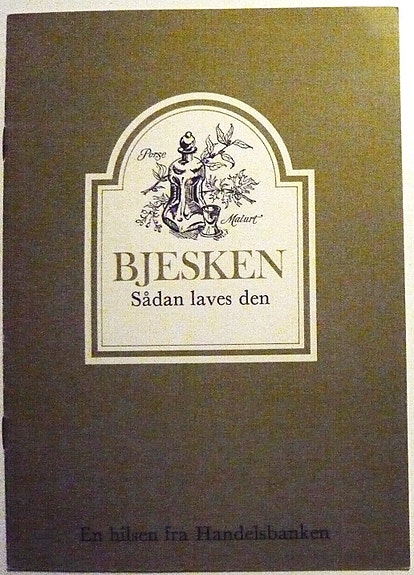 Porse
Malurt
BJESKEN
Sådan laves den
En hilsen fra Handelsbanken